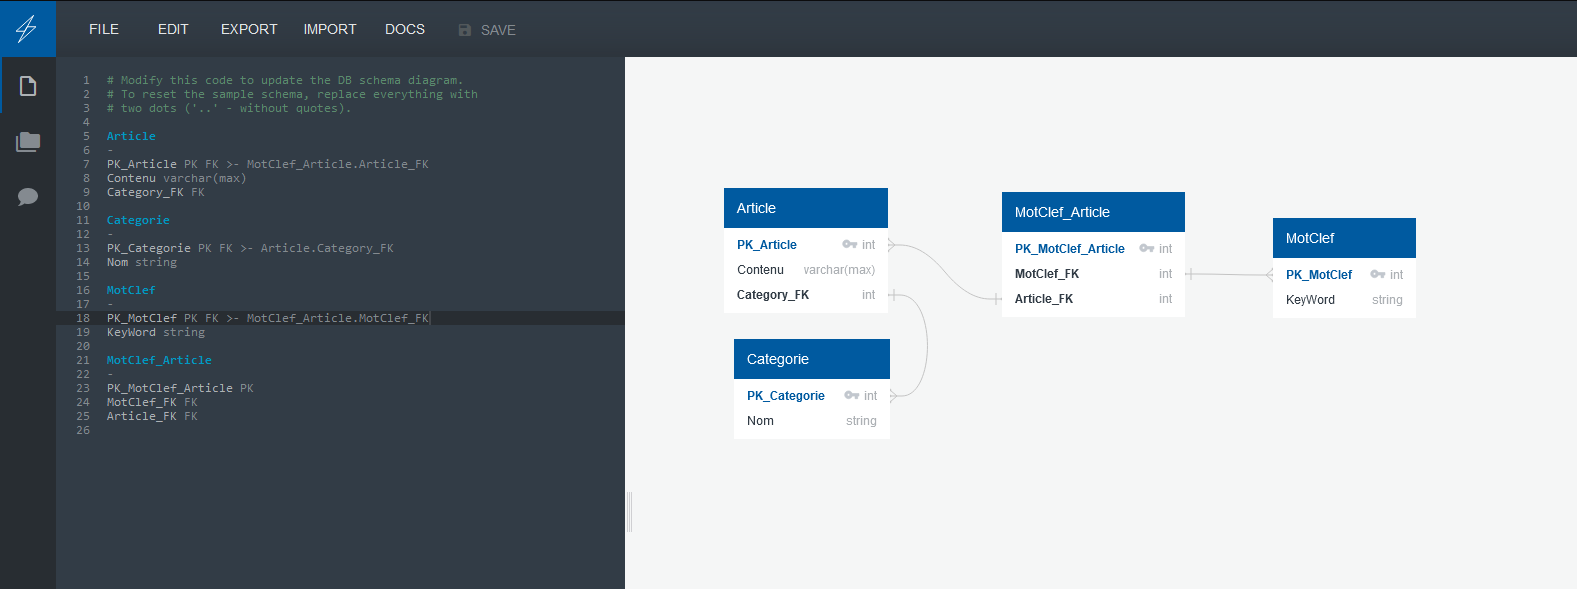 FILE EDIT EXPORT IMPORT DOCS SAVE
1 # Modify this code to update the DB schema diagram.
2 # To reset the sample schema, replace everything with
3 # two dots ('..' - without quotes).
4
5 Article
6 -
7 PK_Article PK FK >- MotClef_Article.Article_FK
8 Contenu varchar(max)
9 Category_FK FK
10
11 Categorie
12 -
13 PK_Categorie PK FK >- Article.Category_FK
14 Nom string
15
16 MotClef
17 -
18 PK_MotClef PK FK >- MotClef_Article.MotClef_FK
19 KeyWord string
20
21 MotClef_Article
22 -
23 PK_MotClef_Article PK
24 MotClef_FK FK
25 Article_FK FK
26
Article
PK_Article int
Contenu varchar(max)
Category_FK int
Categorie
PK_Categorie int
Nom string
MotClef_Article
PK_MotClef_Article int
MotClef_FK int
Article_FK int
MotClef
PK_MotClef int
KeyWord string